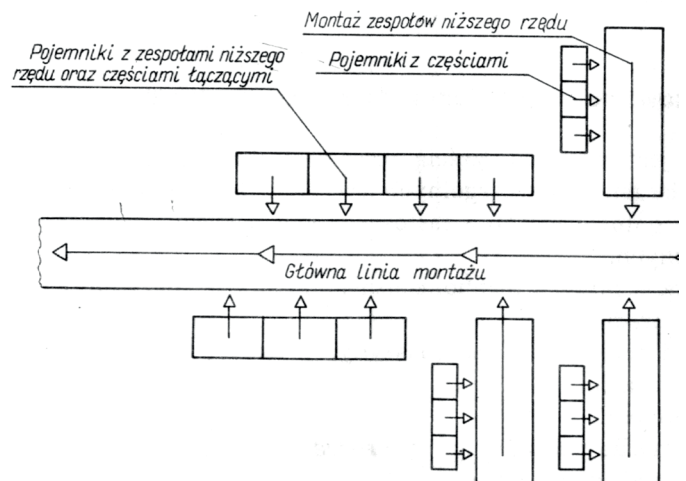 Montaż zespołów niższego rzędu
Pojemniki z zespołami niższego
rzędu oraz częściami łączącymi
Pojemniki z częściami
Główna linia montażu